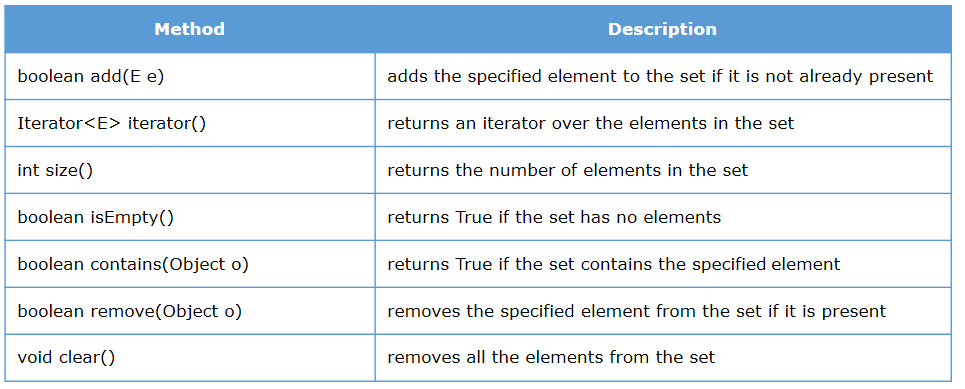 Method Description
boolean add(E e) adds the specified element to the set if it is not already present
Iterator<E> iterator() returns an iterator over the elements in the set
int size() returns the number of elements in the set
boolean isEmpty() returns True if the set has no elements
boolean contains(Object o) returns True if the set contains the specified element
boolean remove(Object o) removes the specified element from the set if it is present
void clear() removes all the elements from the set